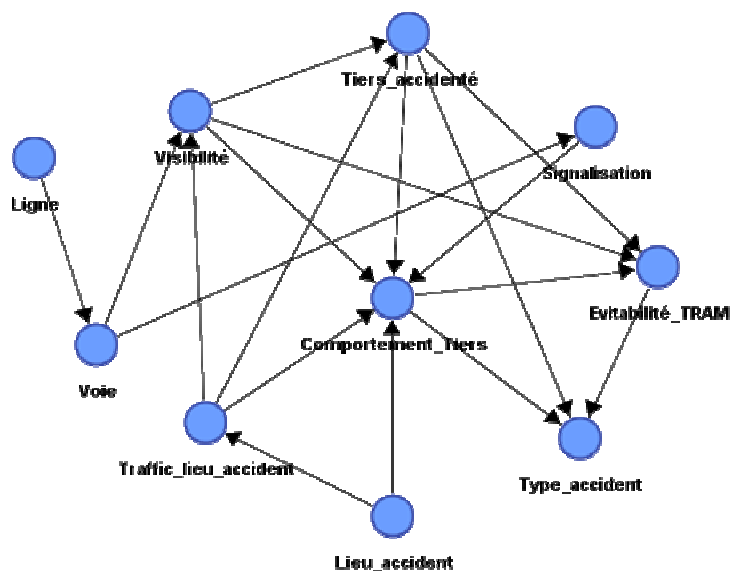 Tiers_accidenté
Visibilité
Signalisation
Ligne
Evitabilité_TRAM
Comportement_Tiers
Voie
Traffic_lieu_accident
Type_accident
Lieu_accident